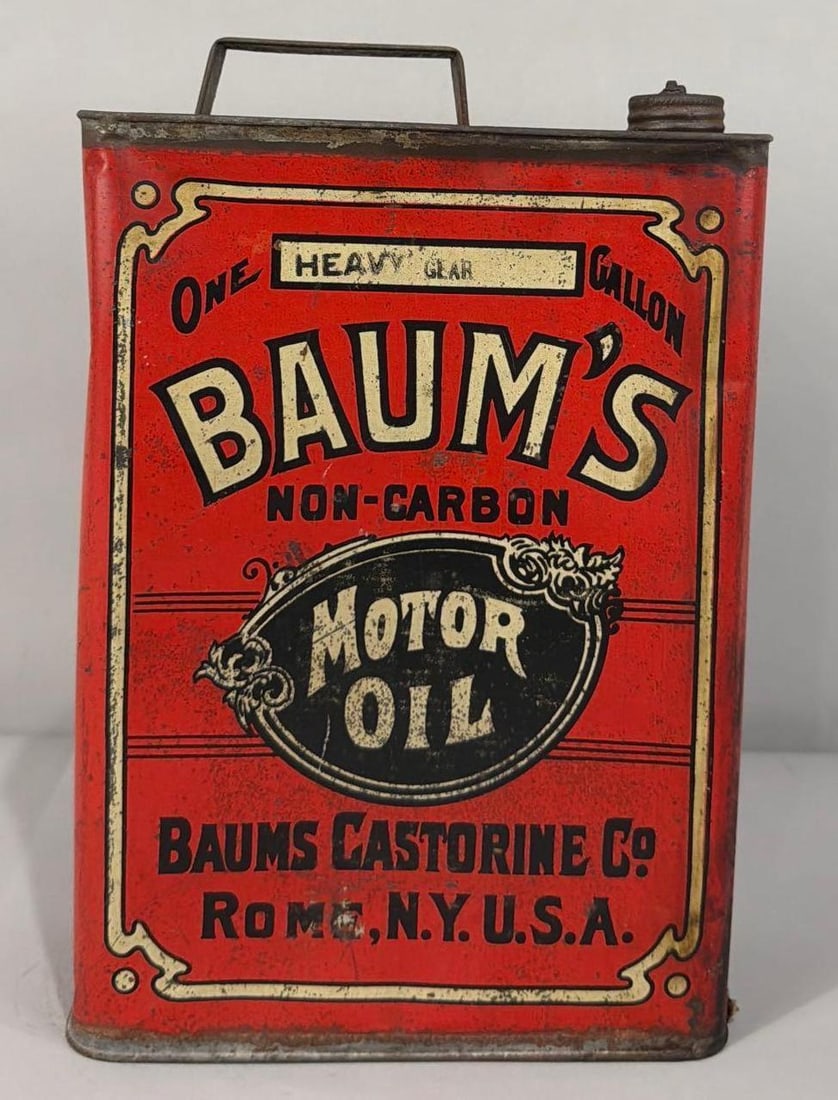 ONE HEAVY GEAR GALLON
BAUM'S
NON-CARBON
MOTOR
OIL
BAUMS CASTORINE CO
ROME, N.Y. U.S.A.